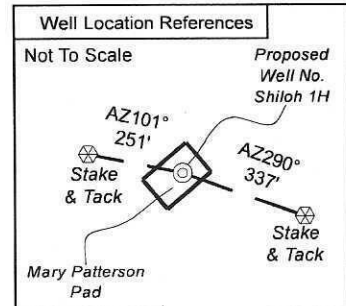 Well Location References
Not To Scale
Proposed
Well No.
Shiloh 1H
AZ101°
251'
AZ290°
337'
Stake
& Tack
Stake
& Tack
Mary Patterson
Pad